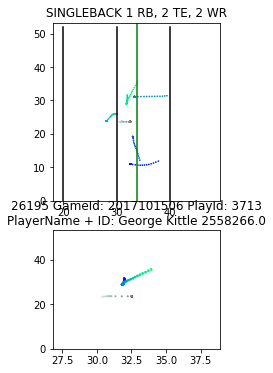 SINGLEBACK 1 RB, 2 TE, 2 WR
50
40
30
20
10
0
20 30 40
26195 GameId: 2017101506 PlayId: 3713
PlayerName + ID: George Kittle 2558266.0
40
20
0
27.5 30.0 32.5 35.0 37.5